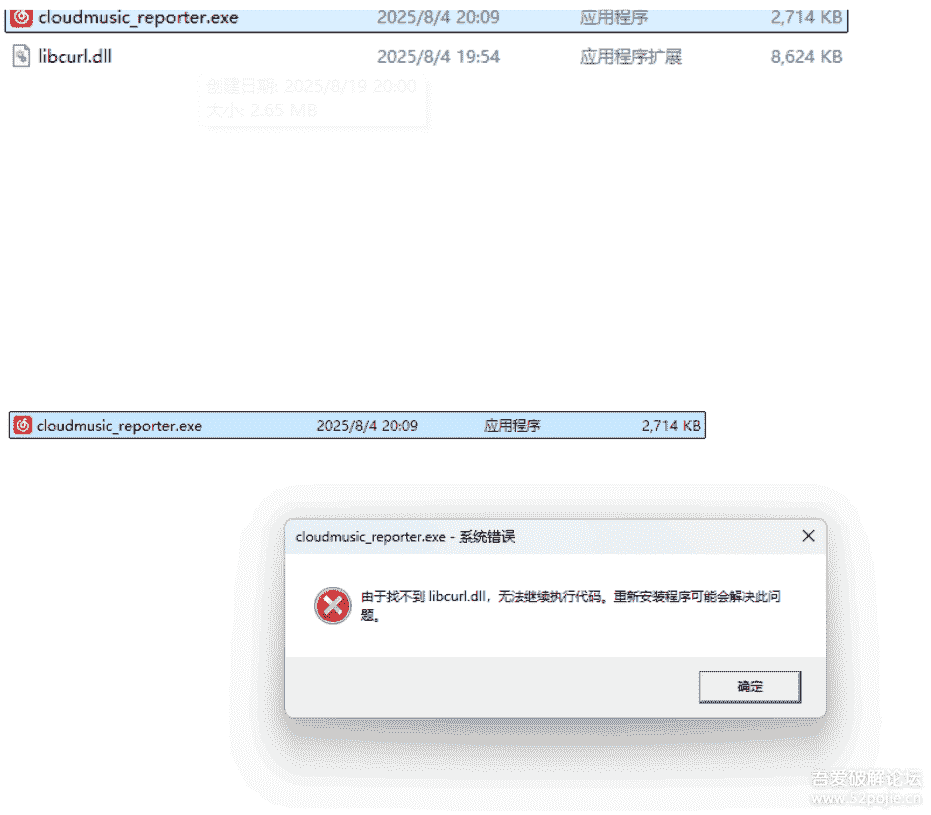 cloudmusic_reporter.exe 2025/8/4 20:09 应用程序 2,714 KB
libcurl.dll 2025/8/4 19:54 应用程序扩展 8,624 KB
创建日期: 2025/8/19 20:06
大小: 2.65 MB
cloudmusic_reporter.exe 2025/8/4 20:09 应用程序 2,714 KB
cloudmusic_reporter.exe - 系统错误
由于找不到 libcurl.dll，无法继续执行代码。重新安装程序可能会解决此问
题。
确定
吾爱破解论坛
www.52pojie.cn